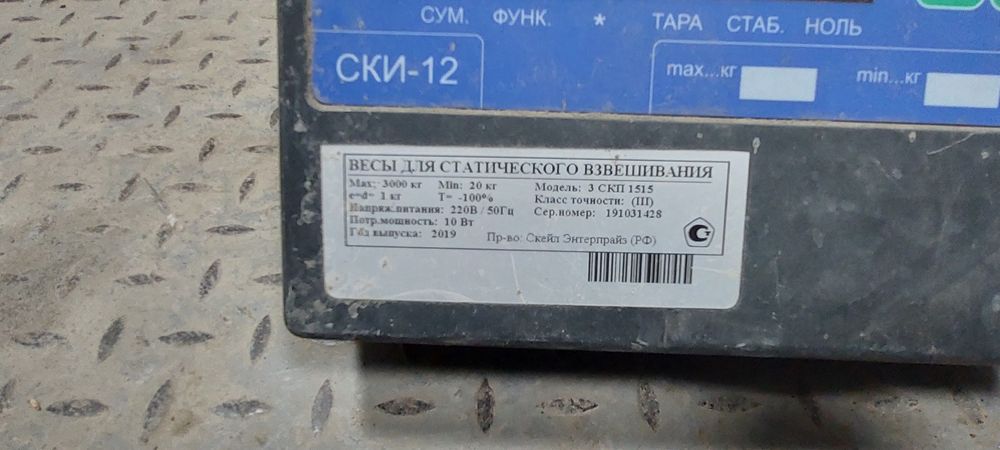 СУМ. ФУНК. * ТАРА СТАБ. НОЛЬ
СКИ-12
max...кг min...кг
ВЕСЫ ДЛЯ СТАТИЧЕСКОГО ВЗВЕШИВАНИЯ
Max: 3000 кг Min: 20 кг Модель: 3 СКП 1515
e=d= 1 кг T= -100% Класс точности: (III)
Напряж.питания: 220В / 50Гц Сер.номер: 191031428
Потр.мощность: 10 Вт
Год выпуска: 2019 Пр-во: Скейл Энтерпрайз (РФ)